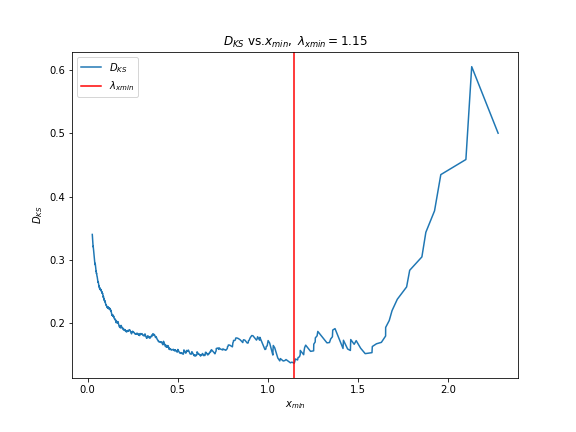 D_KS vs.x_min, λ_xmin = 1.15
D_KS
λ_xmin
0.6
0.5
0.4
0.3
0.2
D_KS
0.0 0.5 1.0 1.5 2.0
x_min